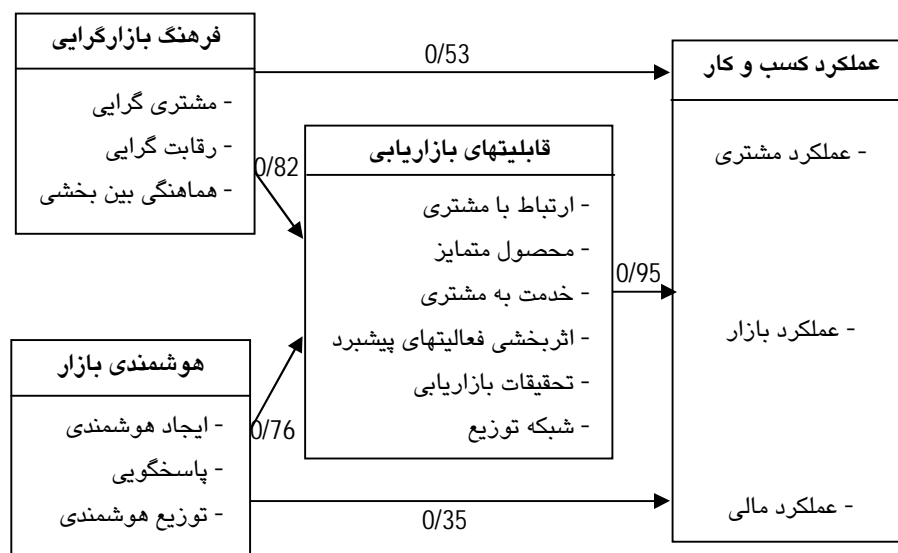 فرهنگ بازارگرایی
- مشتری گرایی
- رقابت گرایی
- هماهنگی بین بخشی
0/53
عملکرد کسب و کار
- عملکرد مشتری
- عملکرد بازار
- عملکرد مالی
0/82
قابلیتهای بازاریابی
- ارتباط با مشتری
- محصول متمایز
- خدمت به مشتری
- اثربخشی فعالیتهای پیشبرد
- تحقیقات بازاریابی
- شبکه توزیع
0/95
هوشمندی بازار
- ایجاد هوشمندی
- پاسخگویی
- توزیع هوشمندی
0/76
0/35